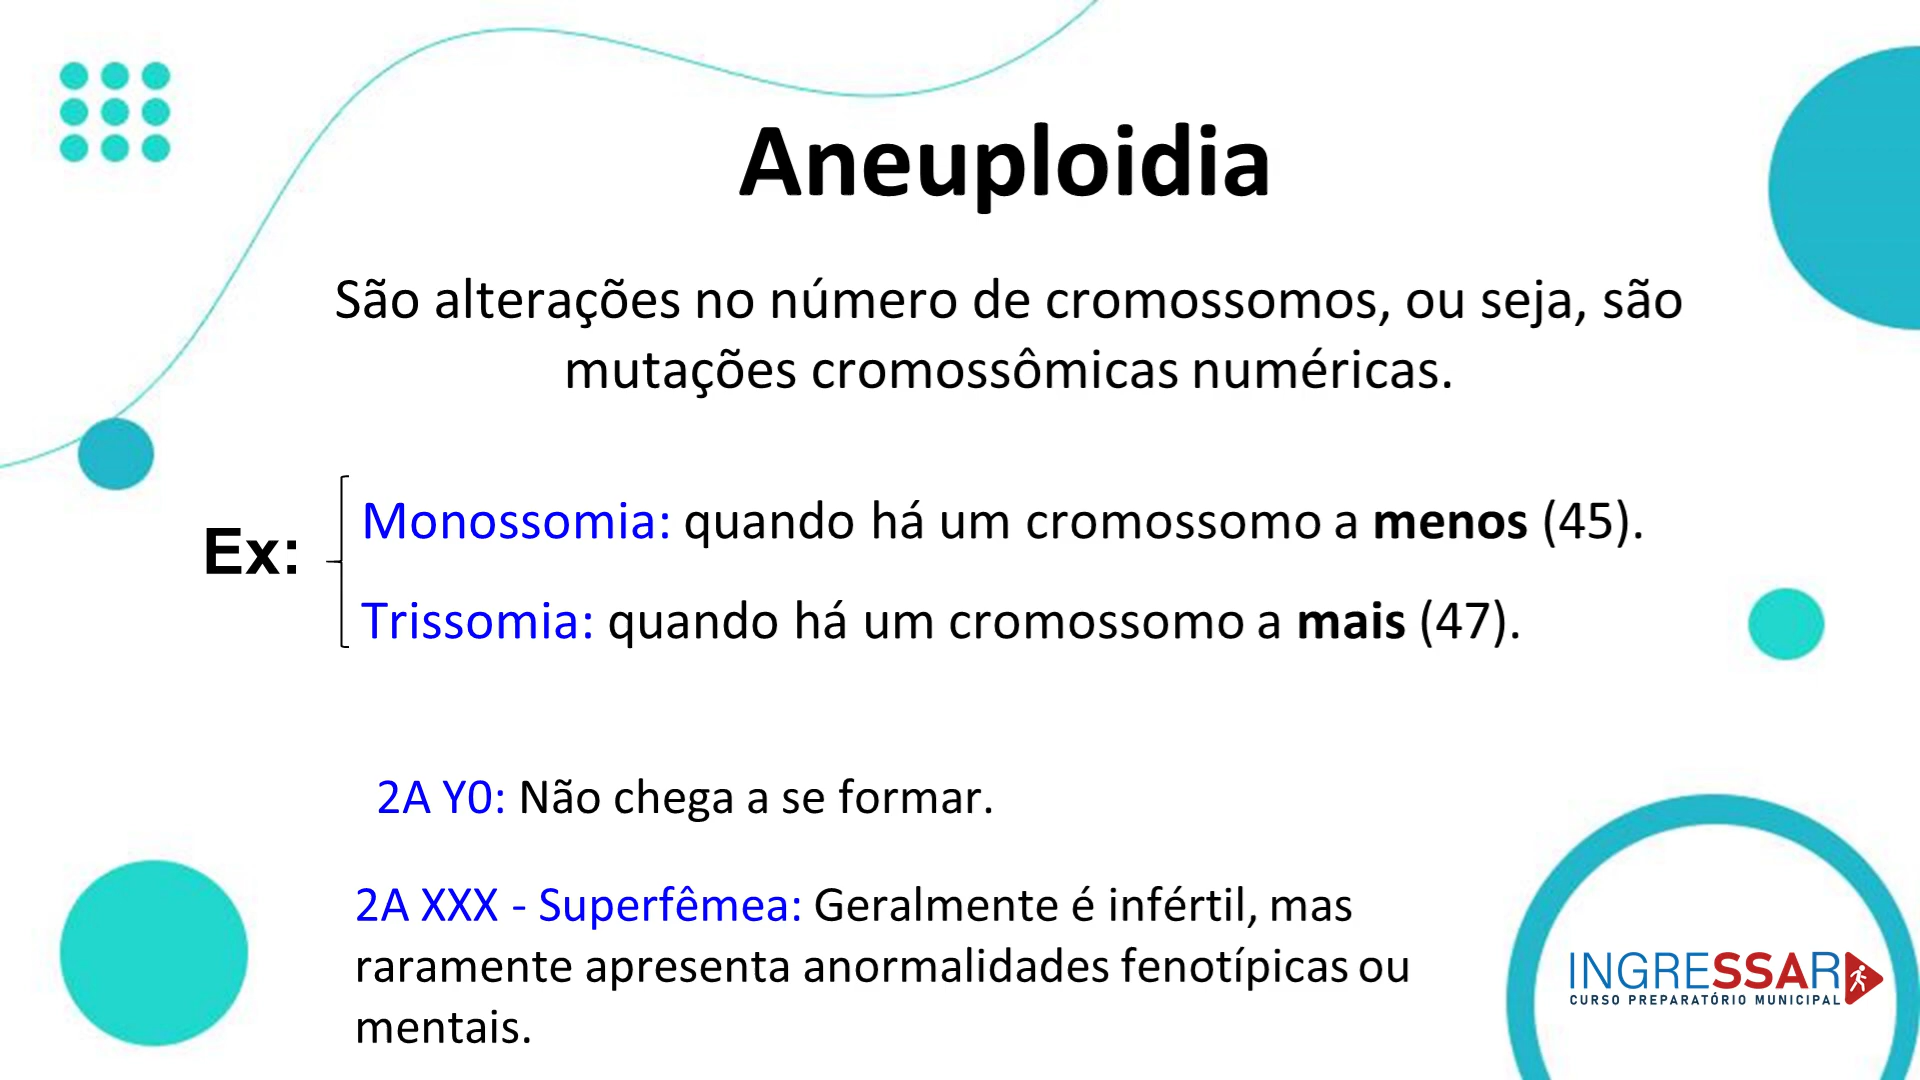 Aneuploidia
São alterações no número de cromossomos, ou seja, são
mutações cromossômicas numéricas.
Ex:
Monossomia: quando há um cromossomo a menos (45).
Trissomia: quando há um cromossomo a mais (47).
2A Y0: Não chega a se formar.
2A XXX - Superfêmea: Geralmente é infértil, mas
raramente apresenta anormalidades fenotípicas ou
mentais.
INGRESSAR
CURSO PREPARATÓRIO MUNICIPAL